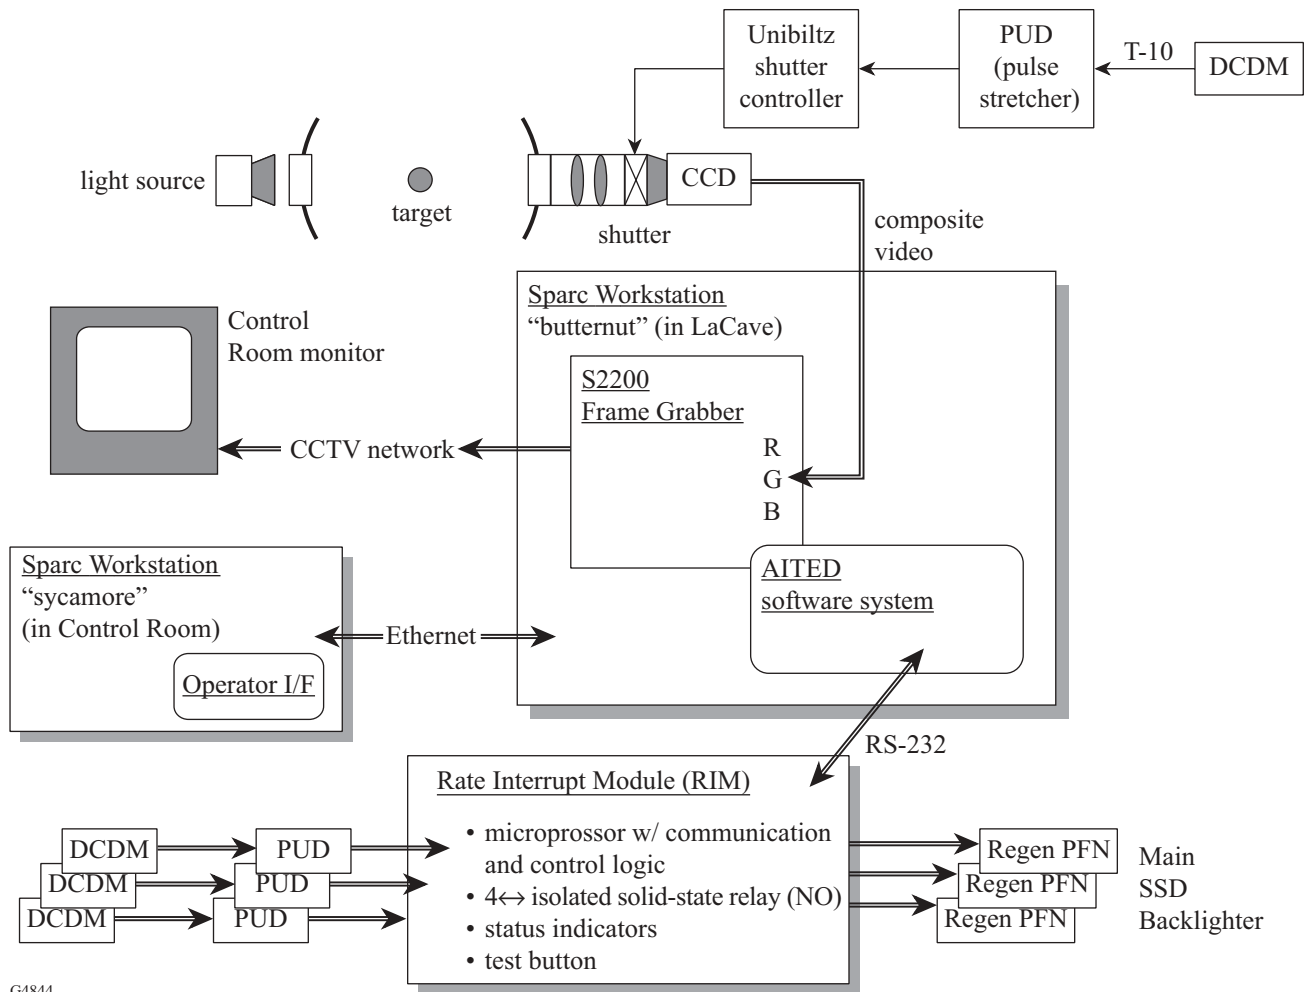 Unibiltz
shutter
controller
PUD
(pulse
stretcher)
T-10
DCDM
light source
target
shutter
CCD
composite
video
Control
Room monitor
Sparc Workstation
“butternut” (in LaCave)
S2200
Frame Grabber
R
G
B
CCTV network
AITED
software system
Sparc Workstation
“sycamore”
(in Control Room)
Operator I/F
Ethernet
RS-232
Rate Interrupt Module (RIM)
• microprossor w/ communication
and control logic
• 4↔ isolated solid-state relay (NO)
• status indicators
• test button
DCDM
PUD
DCDM
PUD
DCDM
PUD
Regen PFN
Regen PFN
Regen PFN
Main
SSD
Backlighter
G4844